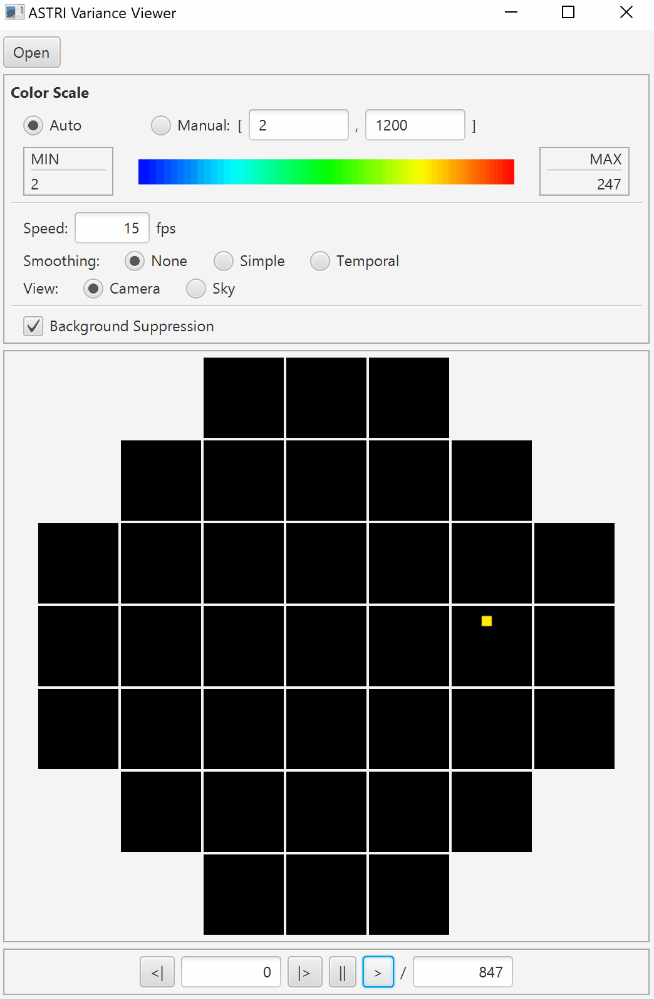 ASTRI Variance Viewer
Open
Color Scale
Auto Manual: [ 2 , 1200 ]
MIN MAX
2 247
Speed: 15 fps
Smoothing: None Simple Temporal
View: Camera Sky
Background Suppression
<| 0 |> || > / 847